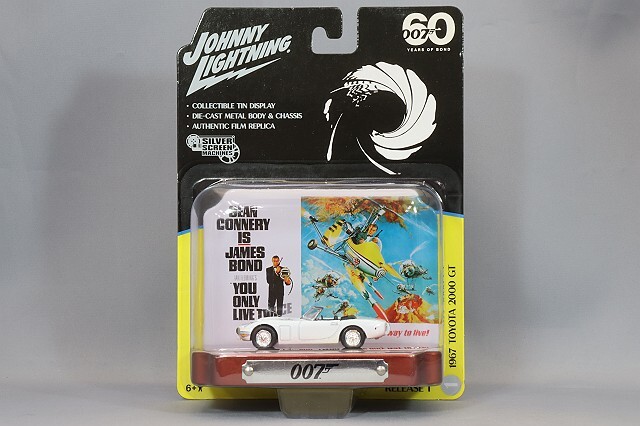 JOHNNY
LIGHTNING
007
60
YEARS OF BOND
• COLLECTIBLE TIN DISPLAY
• DIE-CAST METAL BODY & CHASSIS
• AUTHENTIC FILM REPLICA
SILVER
SCREEN
MACHINES
SEAN
CONNERY
IS
JAMES
BOND
YOU
ONLY
LIVE TWICE
way to live!
1967 TOYOTA 2000 GT
007
6+
RELEASE 1